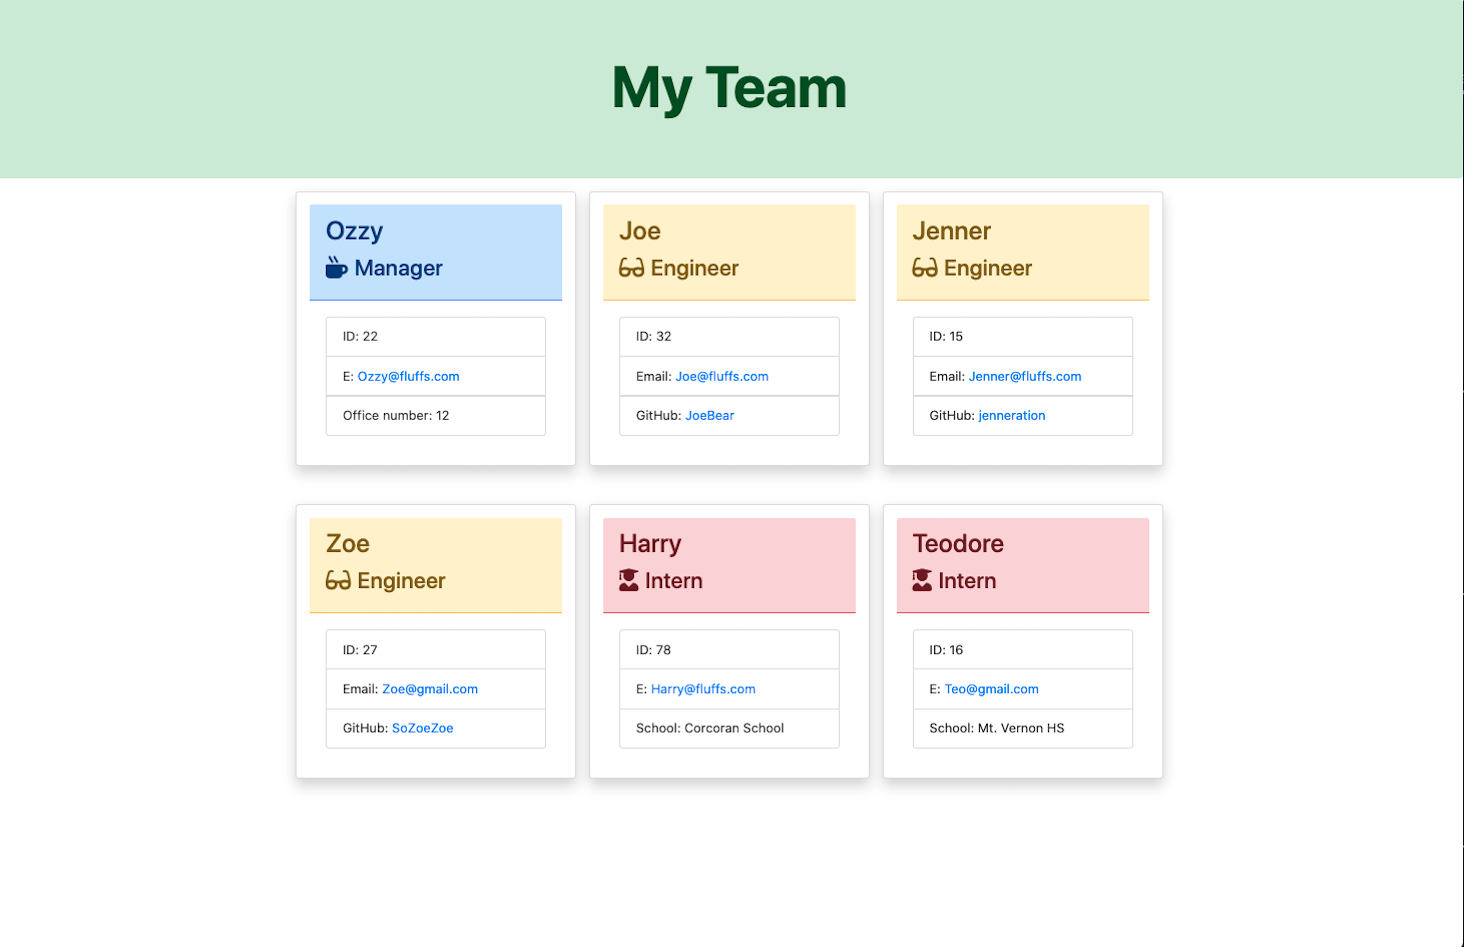 My Team
Ozzy
Manager
ID: 22
E: Ozzy@fluffs.com
Office number: 12
Joe
Engineer
ID: 32
Email: Joe@fluffs.com
GitHub: JoeBear
Jenner
Engineer
ID: 15
Email: Jenner@fluffs.com
GitHub: jenneration
Zoe
Engineer
ID: 27
Email: Zoe@gmail.com
GitHub: SoZoeZoe
Harry
Intern
ID: 78
E: Harry@fluffs.com
School: Corcoran School
Teodore
Intern
ID: 16
E: Teo@gmail.com
School: Mt. Vernon HS